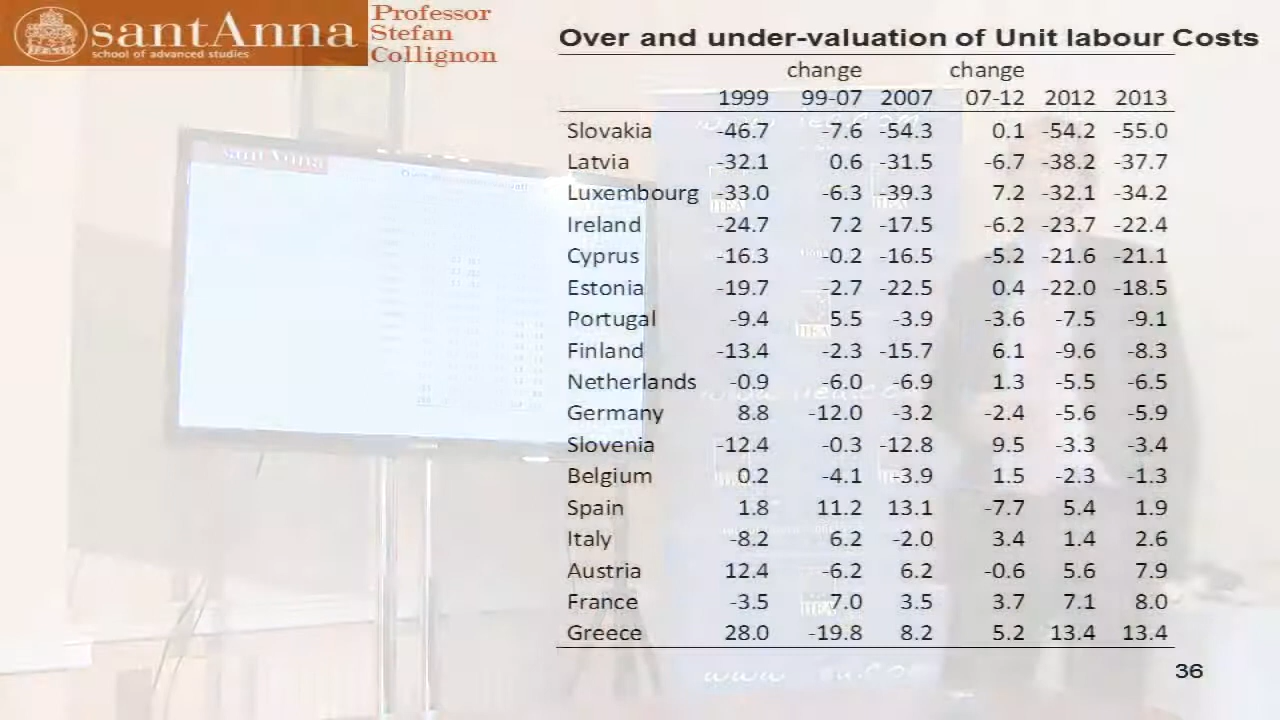 santAnna
school of advanced studies
Professor
Stefan
Collignon
Over and under-valuation of Unit labour Costs
change change
1999 99-07 2007 07-12 2012 2013
Slovakia -46.7 -7.6 -54.3 0.1 -54.2 -55.0
Latvia -32.1 0.6 -31.5 -6.7 -38.2 -37.7
Luxembourg -33.0 -6.3 -39.3 7.2 -32.1 -34.2
Ireland -24.7 7.2 -17.5 -6.2 -23.7 -22.4
Cyprus -16.3 -0.2 -16.5 -5.2 -21.6 -21.1
Estonia -19.7 -2.7 -22.5 0.4 -22.0 -18.5
Portugal -9.4 5.5 -3.9 -3.6 -7.5 -9.1
Finland -13.4 -2.3 -15.7 6.1 -9.6 -8.3
Netherlands -0.9 -6.0 -6.9 1.3 -5.5 -6.5
Germany 8.8 -12.0 -3.2 -2.4 -5.6 -5.9
Slovenia -12.4 -0.3 -12.8 9.5 -3.3 -3.4
Belgium 0.2 -4.1 -3.9 1.5 -2.3 -1.3
Spain 1.8 11.2 13.1 -7.7 5.4 1.9
Italy -8.2 6.2 -2.0 3.4 1.4 2.6
Austria 12.4 -6.2 6.2 -0.6 5.6 7.9
France -3.5 7.0 3.5 3.7 7.1 8.0
Greece 28.0 -19.8 8.2 5.2 13.4 13.4
36